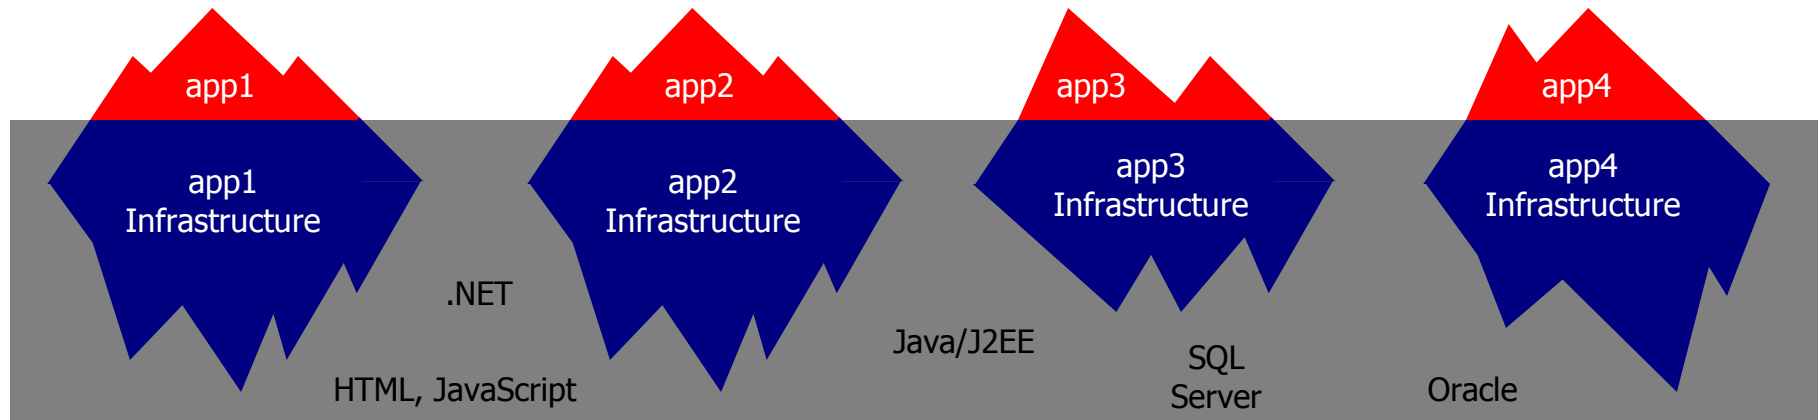 app1
app2
app3
app4
app1
Infrastructure
app2
Infrastructure
app3
Infrastructure
app4
Infrastructure
.NET
Java/J2EE
SQL
Server
HTML, JavaScript
Oracle